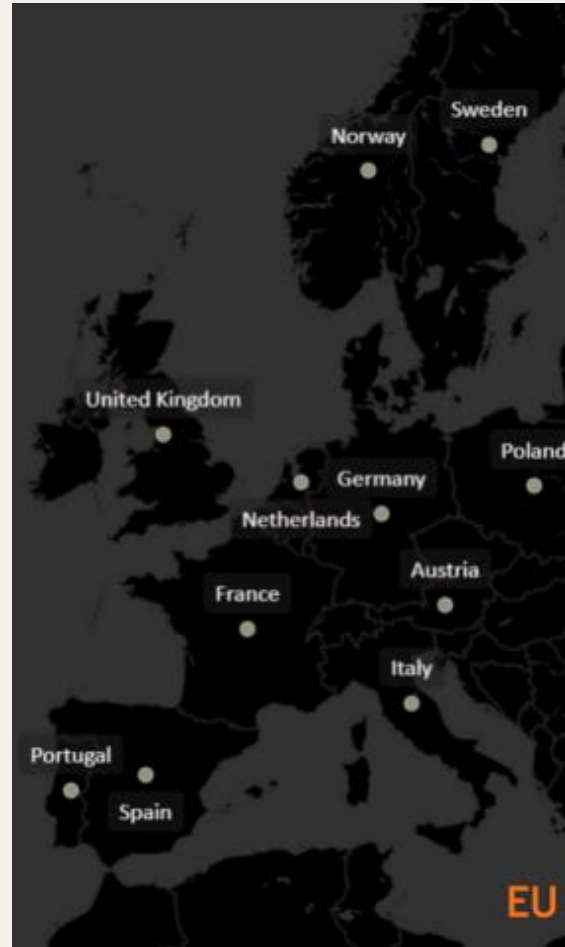 Sweden
Norway
United Kingdom
Poland
Germany
Netherlands
Austria
France
Italy
Portugal
Spain
EU